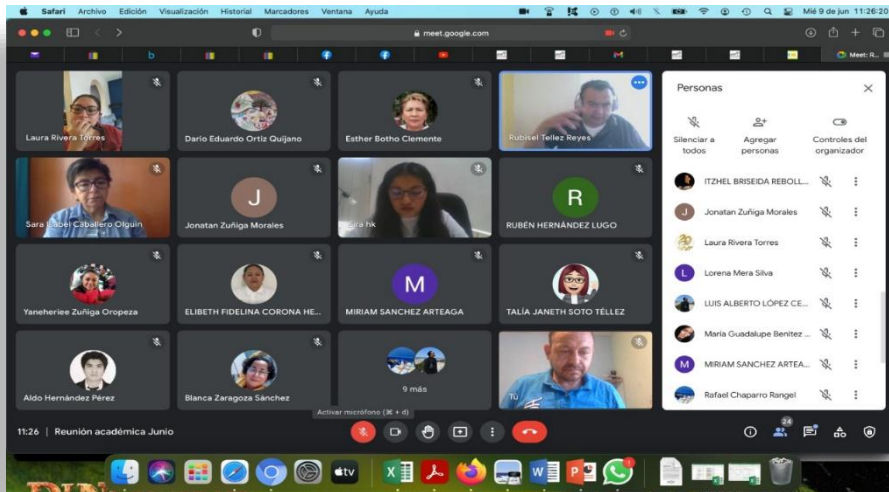 Safari Archivo Edición Visualización Historial Marcadores Ventana Ayuda
Mié 9 de jun 11:26:20
meet.google.com
Meet: R...
Laura Rivera Torres
Dario Eduardo Ortiz Quijano
Esther Botho Clemente
Rubisel Tellez Reyes
Sara Isabel Caballero Olguin
J
Jonatan Zuñiga Morales
hk
R
RUBÉN HERNÁNDEZ LUGO
Yaneheriee Zuñiga Oropeza
ELIBETH FIDELINA CORONA HE...
M
MIRIAM SANCHEZ ARTEAGA
TALÍA JANETH SOTO TÉLLEZ
Aldo Hernández Pérez
Blanca Zaragoza Sánchez
9 más
Tú
Personas
Silenciar a todos
Agregar personas
Controles del organizador
ITZHEL BRISEIDA REBOLL...
J
Jonatan Zuñiga Morales
Laura Rivera Torres
L
Lorena Mera Silva
LUIS ALBERTO LÓPEZ CE...
María Guadalupe Benítez ...
M
MIRIAM SANCHEZ ARTEA...
Rafael Chaparro Rangel
Activar micrófono (⌘ + d)
11:26 | Reunión académica Junio
24
tv